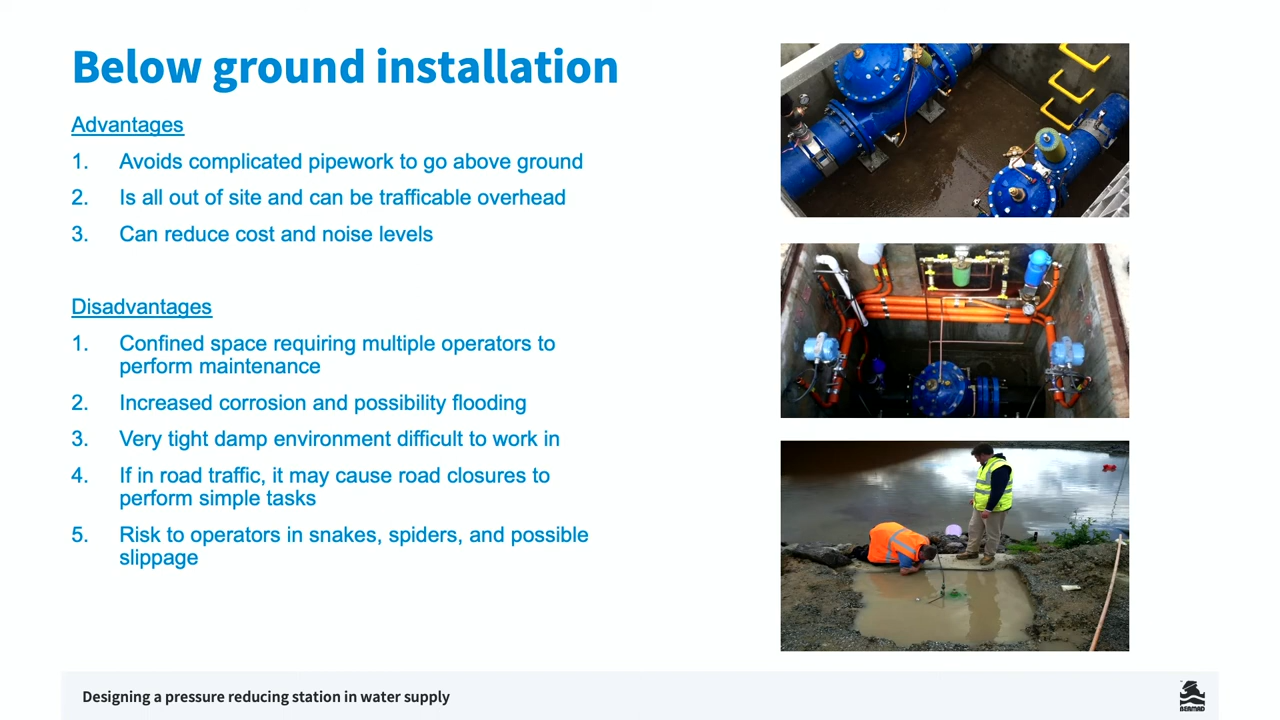 Below ground installation
Advantages
1. Avoids complicated pipework to go above ground
2. Is all out of site and can be trafficable overhead
3. Can reduce cost and noise levels
Disadvantages
1. Confined space requiring multiple operators to
perform maintenance
2. Increased corrosion and possibility flooding
3. Very tight damp environment difficult to work in
4. If in road traffic, it may cause road closures to
perform simple tasks
5. Risk to operators in snakes, spiders, and possible
slippage
Designing a pressure reducing station in water supply
BERMAD